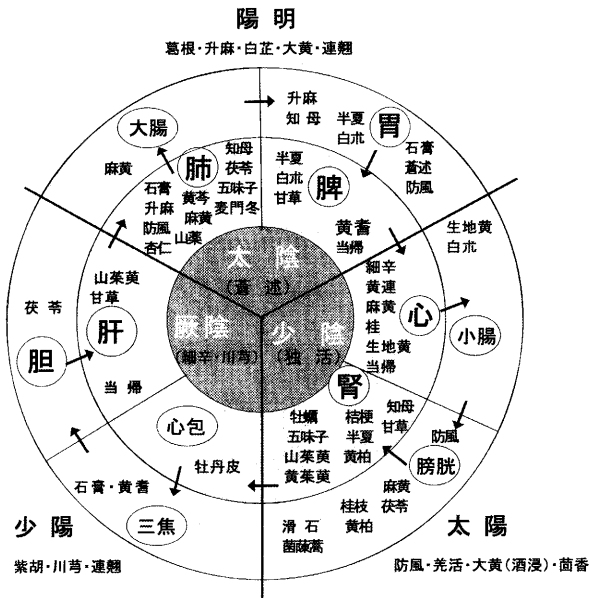 陽明
葛根・升麻・白芷・大黄・連翹
升麻
知母
半夏
白朮
胃
石膏
蒼述
防風
大腸
麻黄
肺
知母
茯苓
五味子
麦門冬
石膏
升麻
防風
杏仁
黄芩
麻黄
山薬
半夏
白朮
甘草
脾
黄耆
当帰
生地黄
白朮
太陰
(蒼述)
厥陰
(細辛・川芎)
少陰
(独活)
細辛
黄連
麻黄
桂
生地黄
当帰
心
小腸
山茱萸
甘草
茯苓
肝
胆
当帰
腎
牡蠣
五味子
山茱萸
黄茱萸
桔梗
半夏
黄柏
知母
甘草
防風
膀胱
麻黄
茯苓
桂枝
黄柏
滑石
心包
牡丹皮
石膏・黄耆
三焦
少陽
紫胡・川芎・連翹
太陽
防風・羌活・大黄(酒浸)・茴香